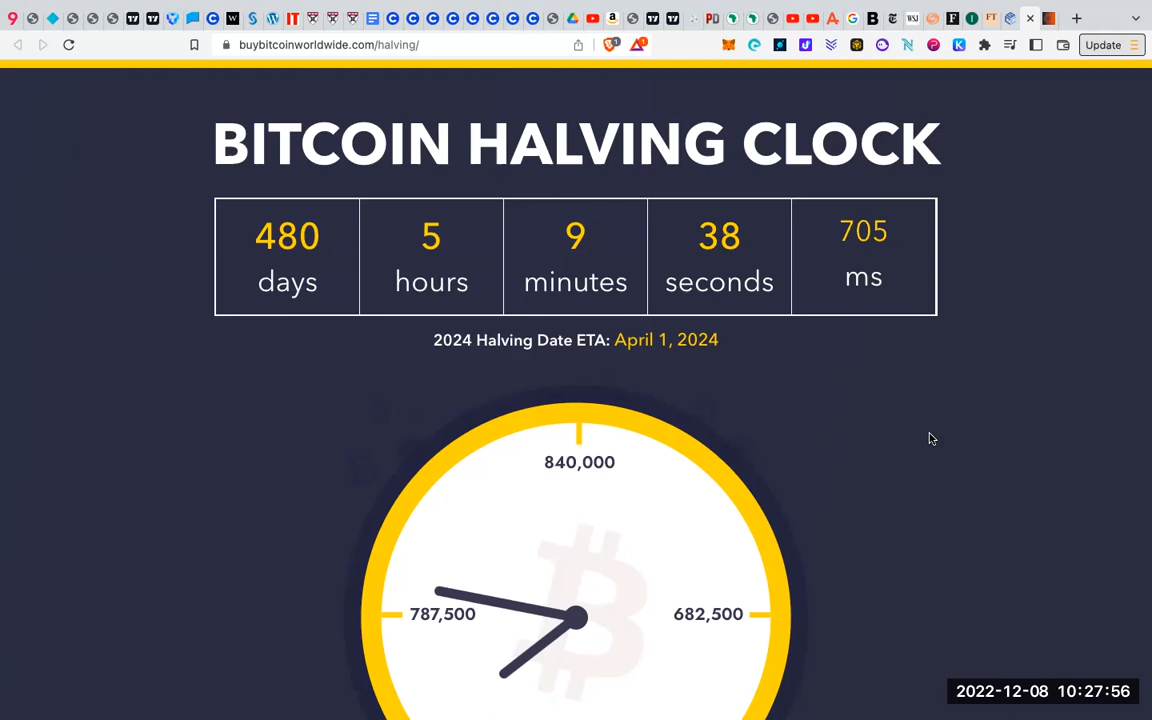 buybitcoinworldwide.com/halving/
Update
BITCOIN HALVING CLOCK
480 5 9 38 705
days hours minutes seconds ms
2024 Halving Date ETA: April 1, 2024
840,000
787,500 682,500
2022-12-08 10:27:56